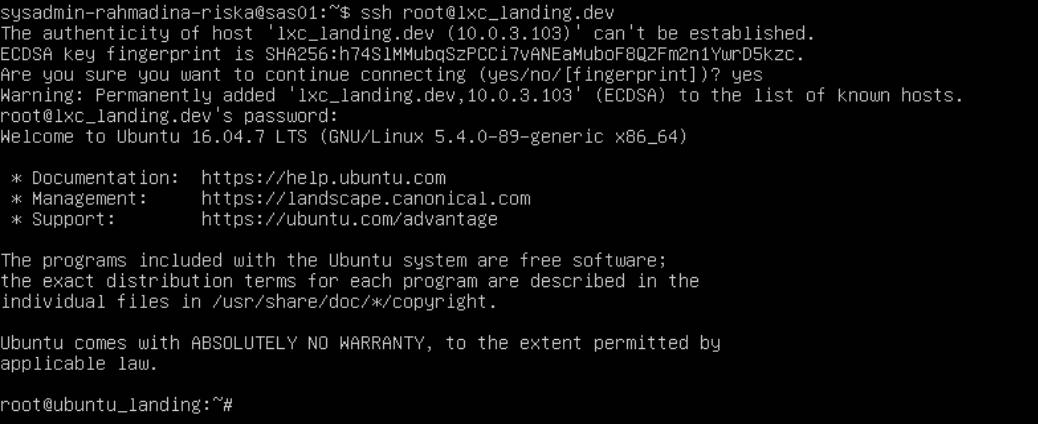 sysadmin-rahmadina-riska@sas01:~$ ssh root@lxc_landing.dev
The authenticity of host 'lxc_landing.dev (10.0.3.103)' can't be established.
ECDSA key fingerprint is SHA256:h74SlMMubqSzPCCi7vANEaMuboF8QZFm2n1YwrD5kzc.
Are you sure you want to continue connecting (yes/no/[fingerprint])? yes
Warning: Permanently added 'lxc_landing.dev,10.0.3.103' (ECDSA) to the list of known hosts.
root@lxc_landing.dev's password:
Welcome to Ubuntu 16.04.7 LTS (GNU/Linux 5.4.0-89-generic x86_64)
* Documentation:  https://help.ubuntu.com
* Management:     https://landscape.canonical.com
* Support:        https://ubuntu.com/advantage
The programs included with the Ubuntu system are free software;
the exact distribution terms for each program are described in the
individual files in /usr/share/doc/*/copyright.
Ubuntu comes with ABSOLUTELY NO WARRANTY, to the extent permitted by
applicable law.
root@ubuntu_landing:~#